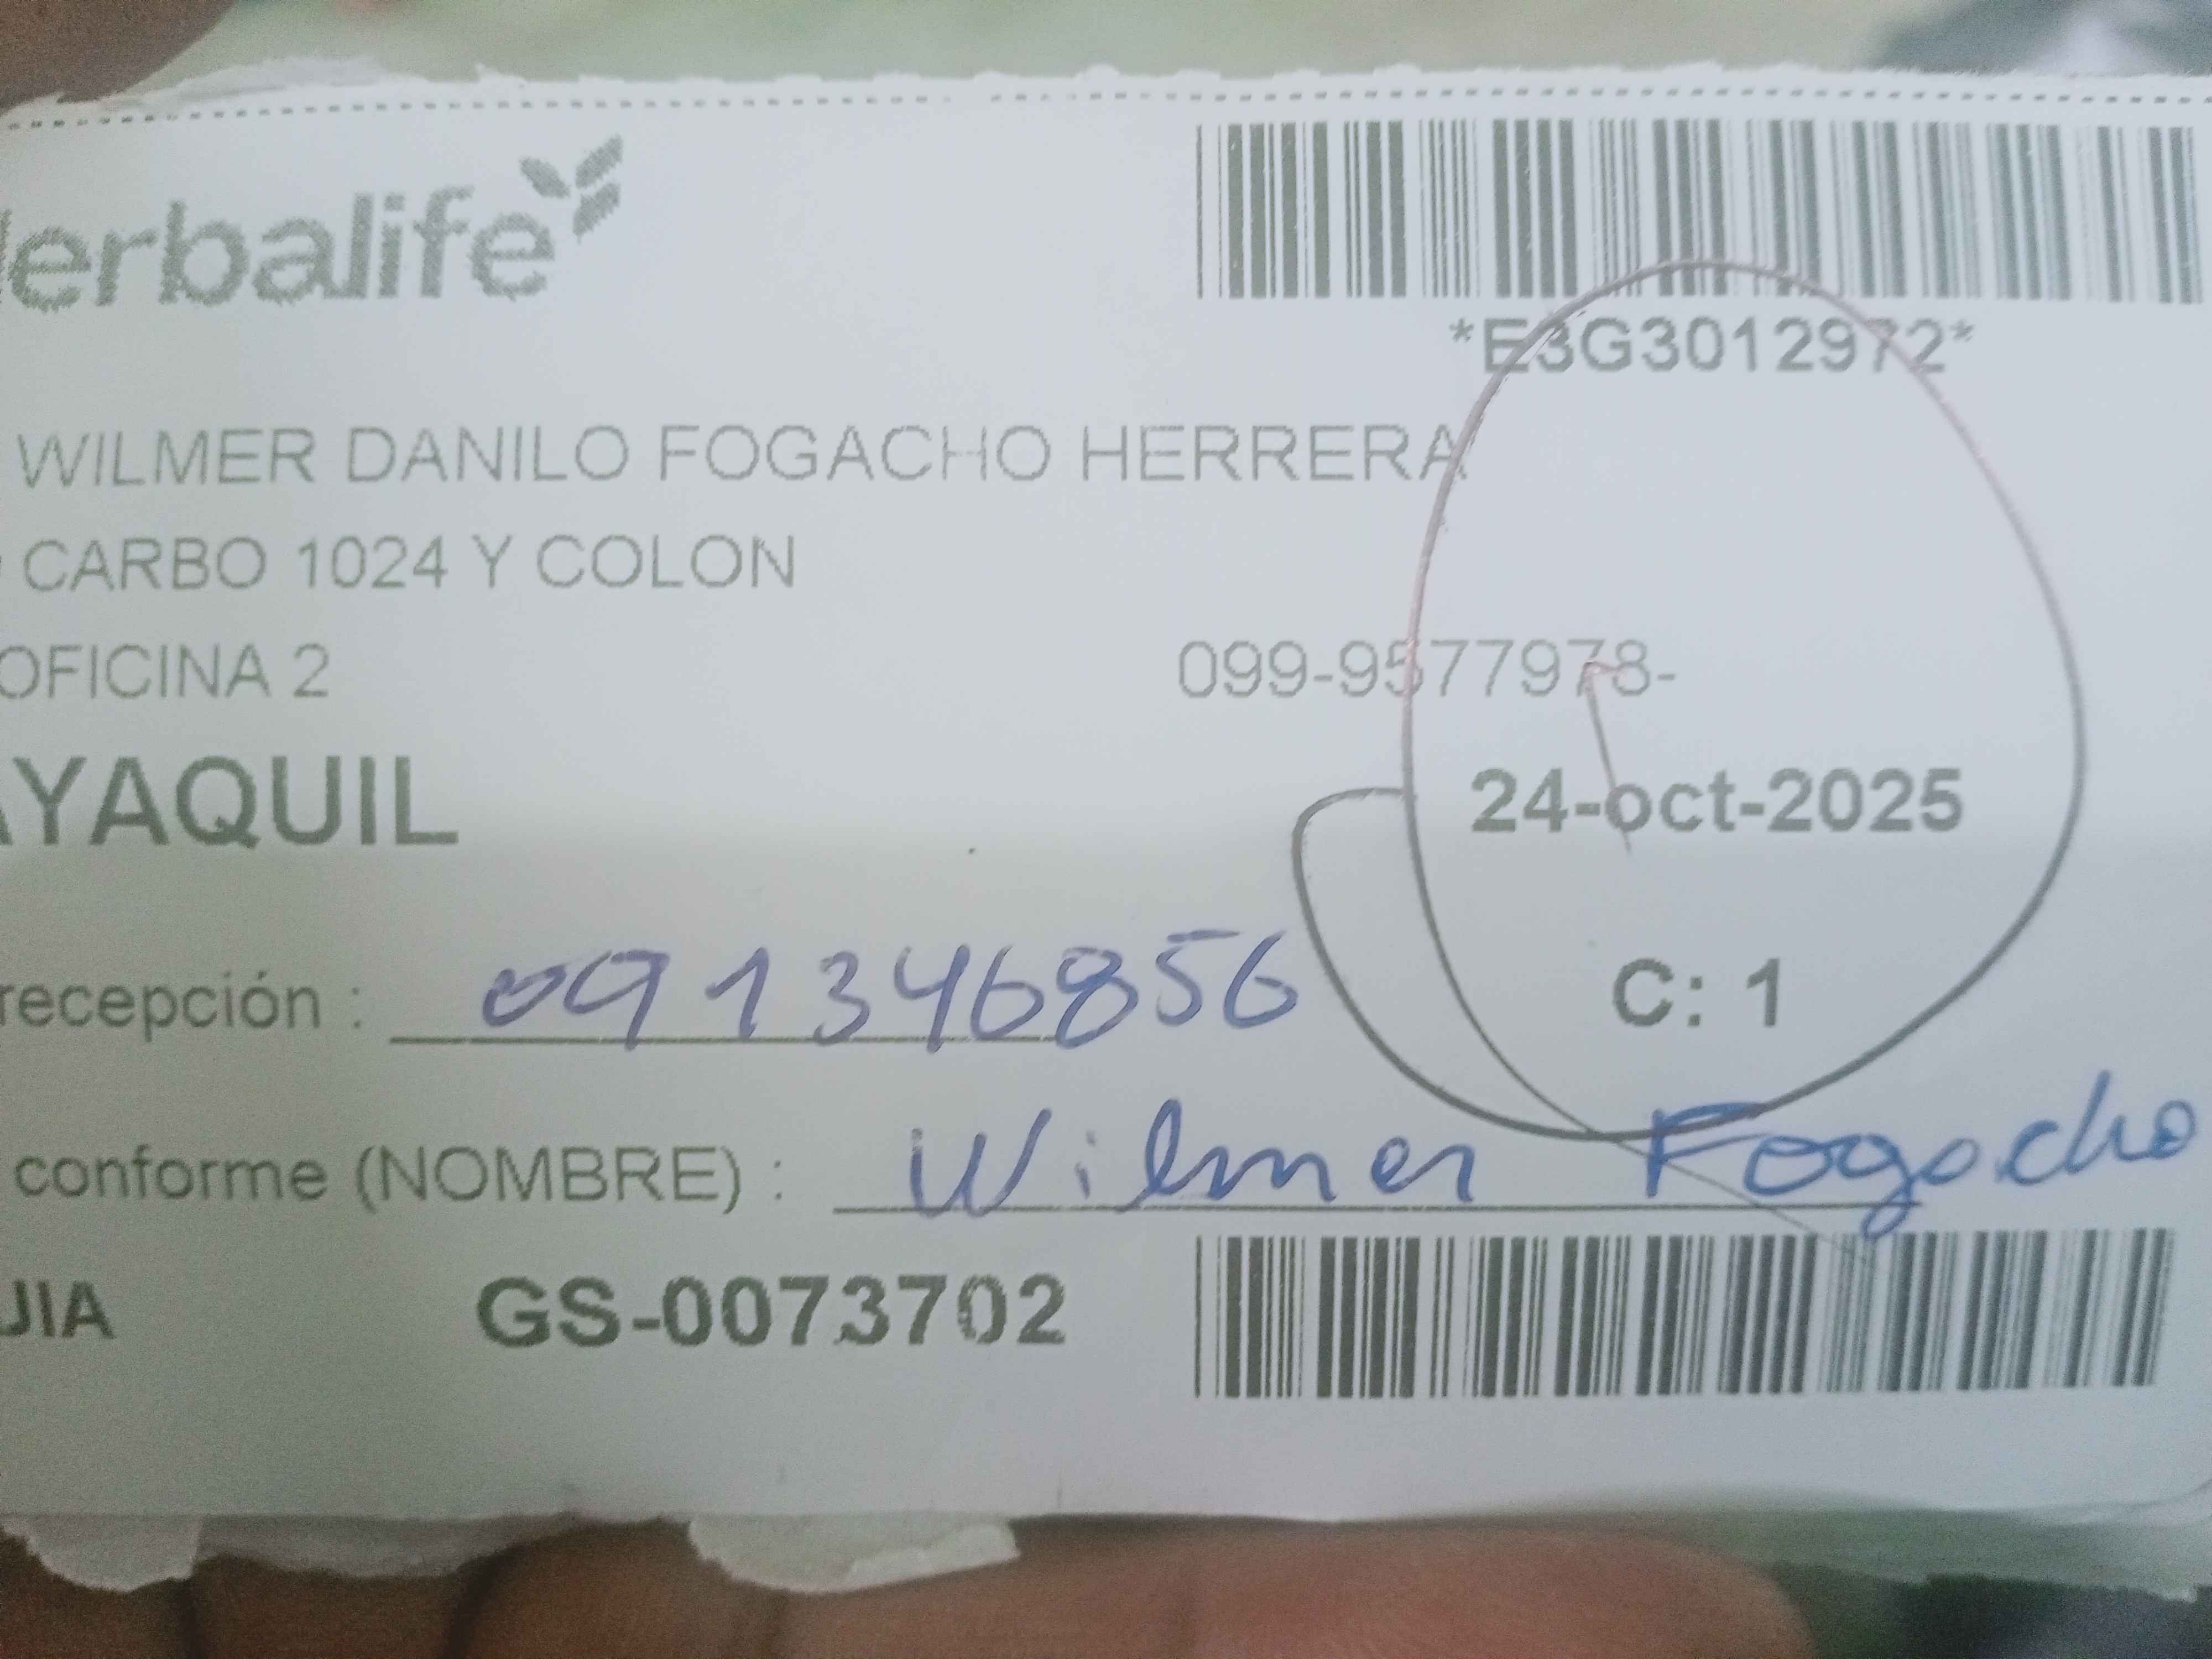 erbalife
*E3G3012972*
WILMER DANILO FOGACHO HERRERA
CARBO 1024 Y COLON
OFICINA 2 099-9577978-
AYAQUIL 24-oct-2025
C: 1
recepción : 091346856
conforme (NOMBRE) : Wilmer Fogacho
JIA GS-0073702